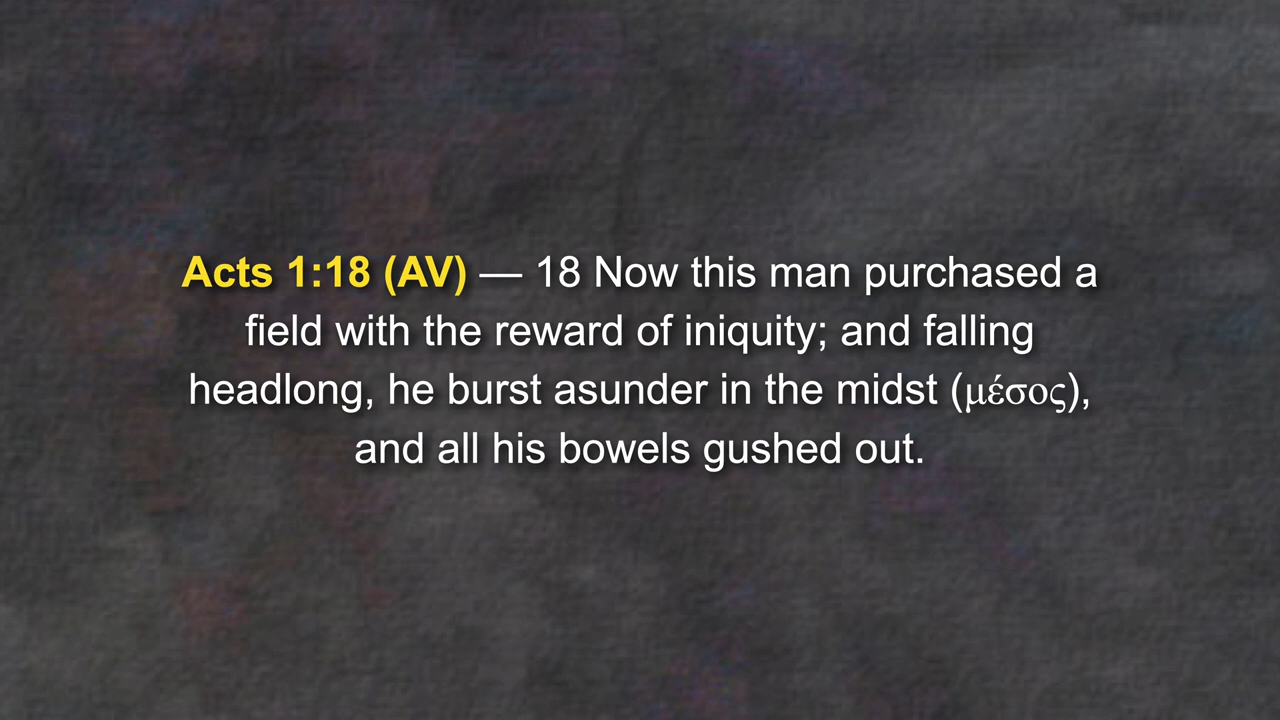 Acts 1:18 (AV) — 18 Now this man purchased a
field with the reward of iniquity; and falling
headlong, he burst asunder in the midst (μέσος),
and all his bowels gushed out.